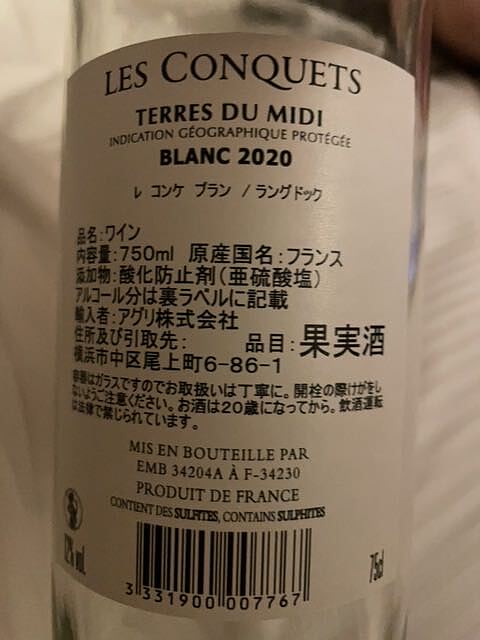 LES CONQUETS
TERRES DU MIDI
INDICATION GÉOGRAPHIQUE PROTÉGÉE
BLANC 2020
レ コンケ ブラン / ラングドック
品名:ワイン
内容量:750ml 原産国名:フランス
添加物:酸化防止剤(亜硫酸塩)
アルコール分は裏ラベルに記載
輸入者:アグリ株式会社
住所及び引取先: 品目:果実酒
横浜市中区尾上町6-86-1
容器はガラスですのでお取扱いは丁寧に。開栓の際けがをし
ないようご注意ください。お酒は20歳になってから。飲酒運転
は法律で禁じられています。
MIS EN BOUTEILLE PAR
EMB 34204A À F-34230
PRODUIT DE FRANCE
CONTIENT DES SULFITES, CONTAINS SULPHITES
12% vol. 75cl
3 331900 007767